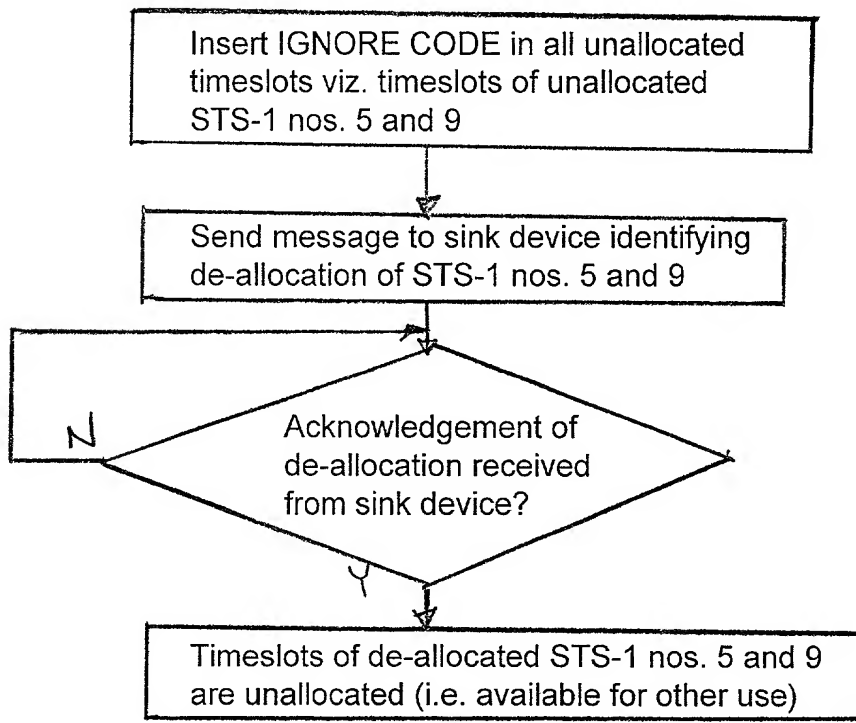 Insert IGNORE CODE in all unallocated
timeslots viz. timeslots of unallocated
STS-1 nos. 5 and 9
Send message to sink device identifying
de-allocation of STS-1 nos. 5 and 9
N
Acknowledgement of
de-allocation received
from sink device?
Y
Timeslots of de-allocated STS-1 nos. 5 and 9
are unallocated (i.e. available for other use)